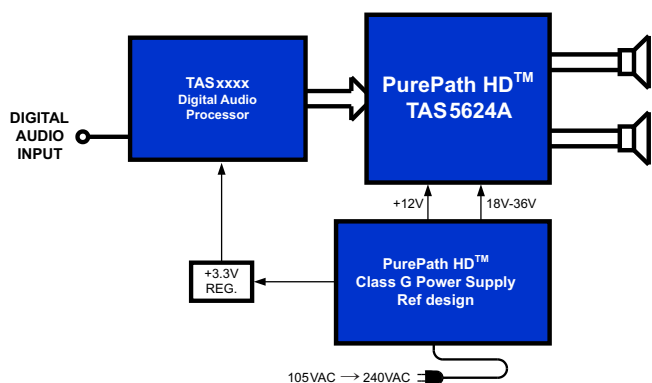 TASxxxx
Digital Audio
Processor
PurePath HD™
TAS5624A
DIGITAL
AUDIO
INPUT
+12V
18V-36V
+3.3V
REG.
PurePath HD™
Class G Power Supply
Ref design
105VAC → 240VAC